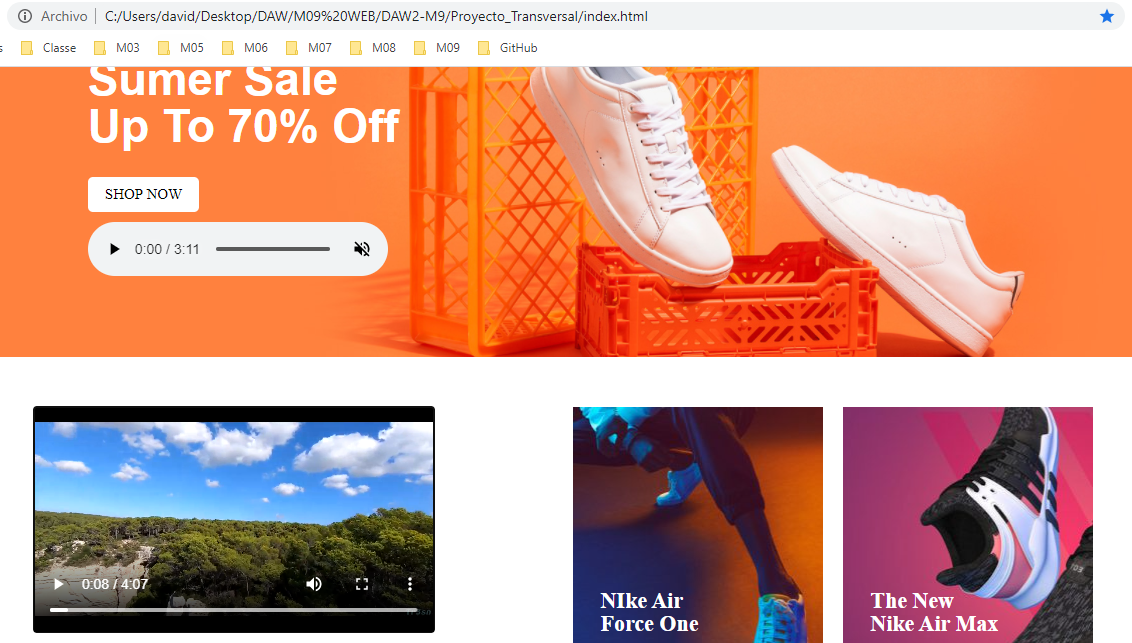 Archivo | C:/Users/david/Desktop/DAW/M09%20WEB/DAW2-M9/Proyecto_Transversal/index.html
s Classe M03 M05 M06 M07 M08 M09 GitHub
Sumer Sale
Up To 70% Off
SHOP NOW
0:00 / 3:11
0:08 / 4:07
NIke Air
Force One
The New
Nike Air Max